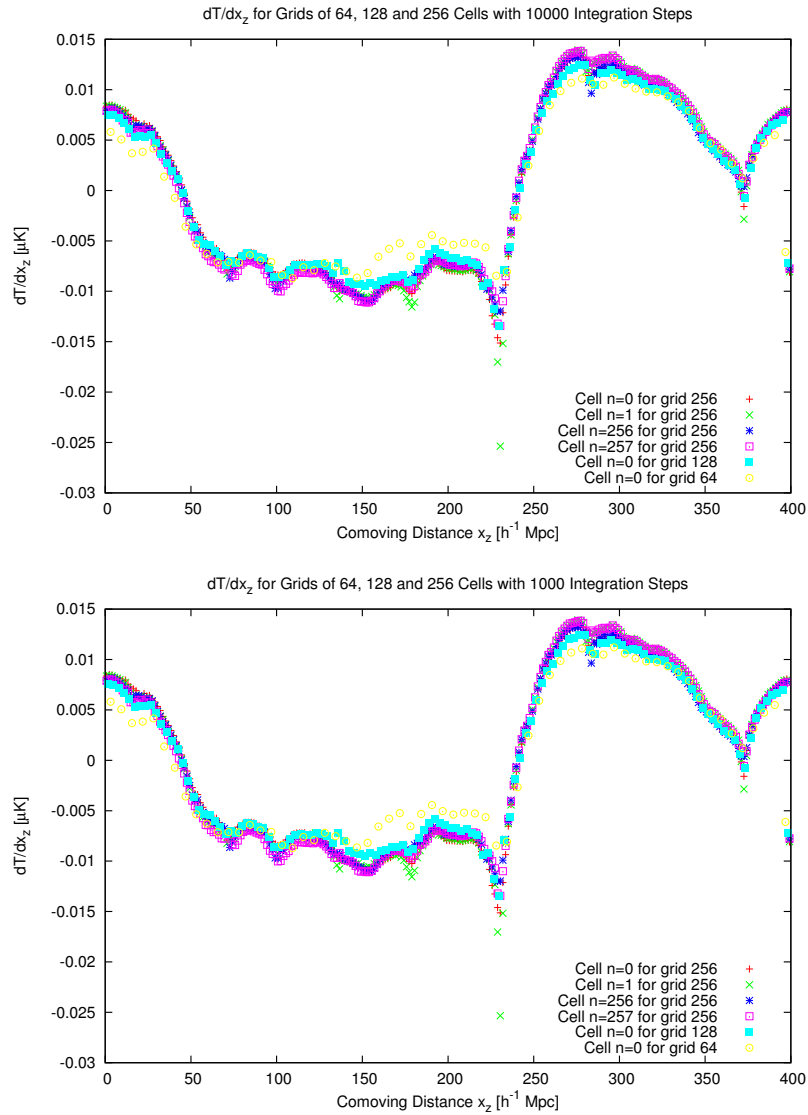 dT/dx_z for Grids of 64, 128 and 256 Cells with 10000 Integration Steps
0.015
0.01
0.005
0
-0.005
-0.01
-0.015
-0.02
-0.025
-0.03
dT/dx_z [μK]
Cell n=0 for grid 256
Cell n=1 for grid 256
Cell n=256 for grid 256
Cell n=257 for grid 256
Cell n=0 for grid 128
Cell n=0 for grid 64
0 50 100 150 200 250 300 350 400
Comoving Distance x_z [h^-1 Mpc]
dT/dx_z for Grids of 64, 128 and 256 Cells with 1000 Integration Steps
0.015
0.01
0.005
0
-0.005
-0.01
-0.015
-0.02
-0.025
-0.03
dT/dx_z [μK]
Cell n=0 for grid 256
Cell n=1 for grid 256
Cell n=256 for grid 256
Cell n=257 for grid 256
Cell n=0 for grid 128
Cell n=0 for grid 64
0 50 100 150 200 250 300 350 400
Comoving Distance x_z [h^-1 Mpc]